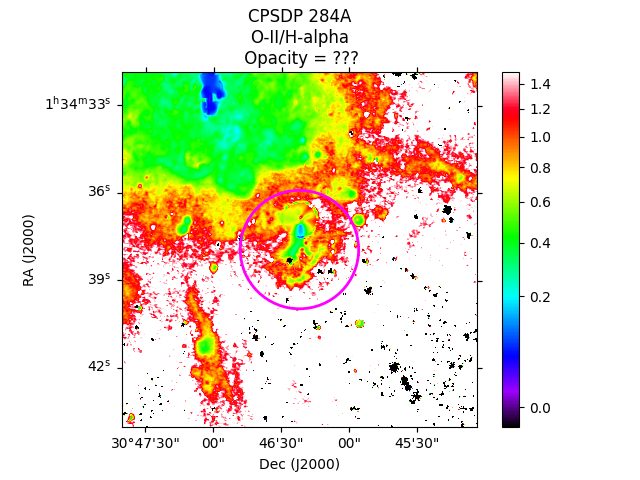 CPSDP 284A
O-II/H-alpha
Opacity = ???
1ʰ34ᵐ33ˢ
36ˢ
39ˢ
42ˢ
RA (J2000)
30°47'30" 00" 46'30" 00" 45'30"
Dec (J2000)
1.4
1.2
1.0
0.8
0.6
0.4
0.2
0.0